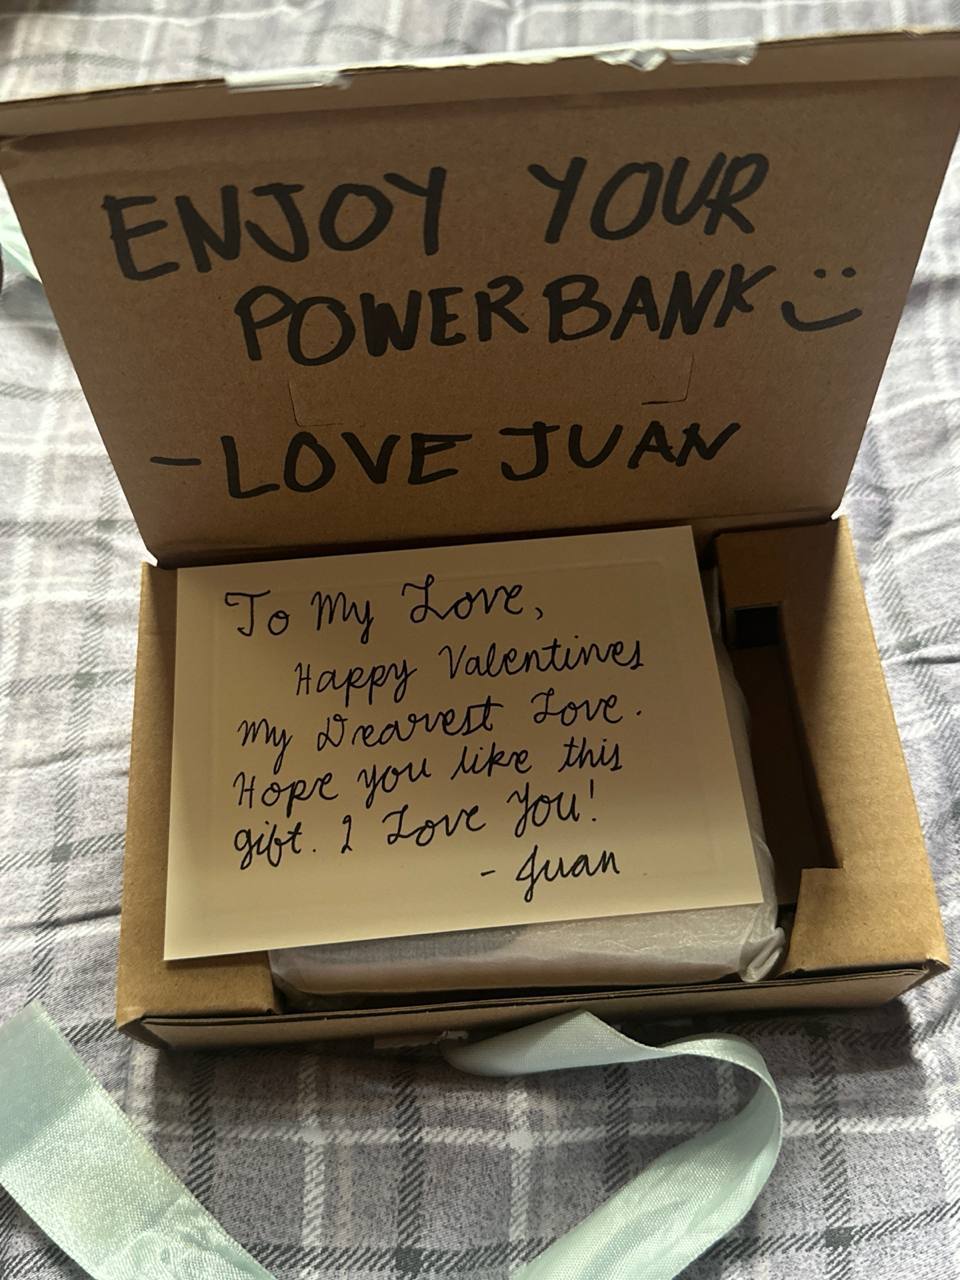 ENJOY YOUR
POWERBANK :)
-LOVE JUAN
To My Love,
Happy Valentines
My Dearest Love.
Hope you like this
gift. I Love You!
- Juan